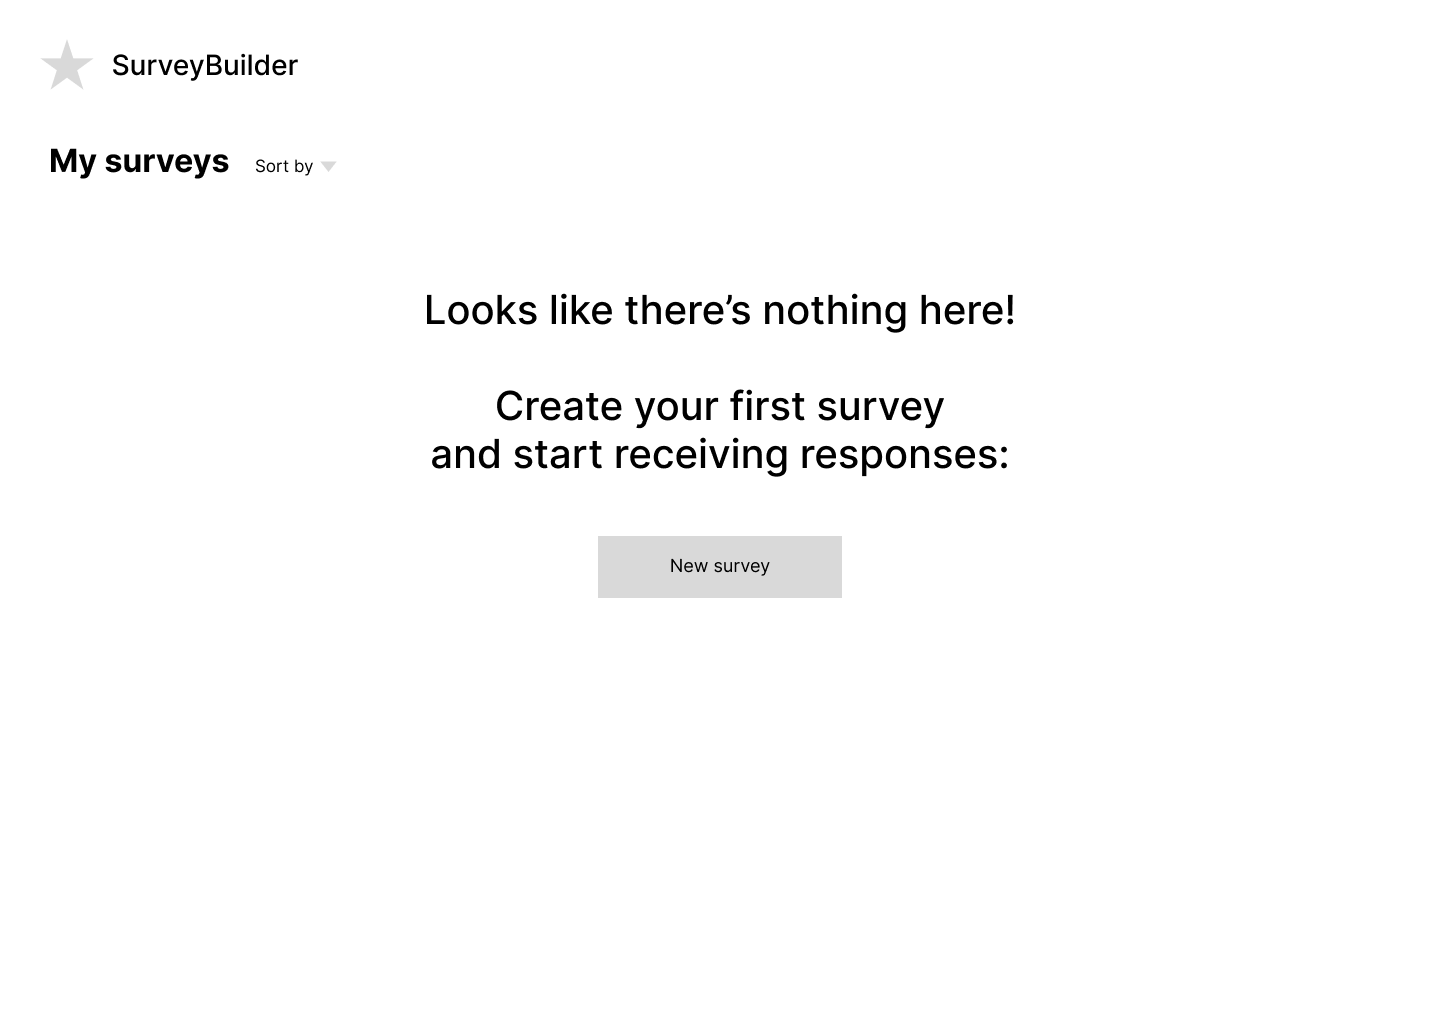 SurveyBuilder
My surveys Sort by
Looks like there’s nothing here!
Create your first survey
and start receiving responses:
New survey